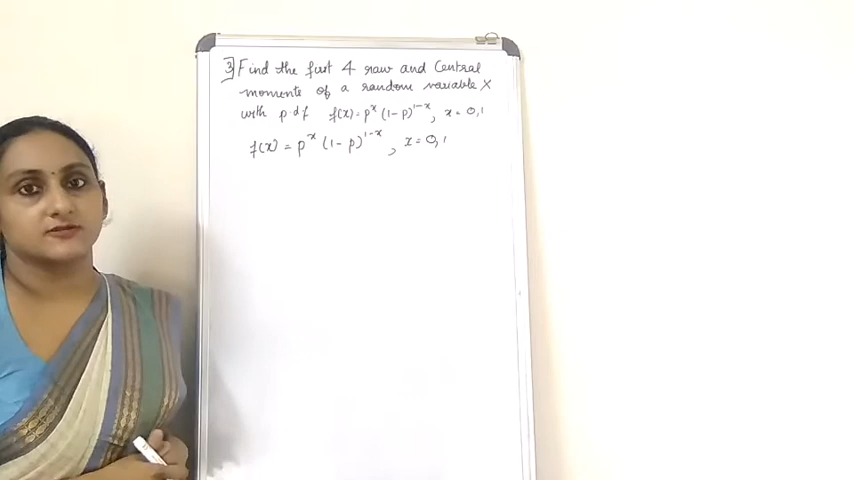 3] Find the first 4 raw and Central
moments of a random variable X
with p.d.f f(x) = p^x (1-p)^{1-x}, x = 0,1
f(x) = p^x (1-p)^{1-x}, x = 0,1